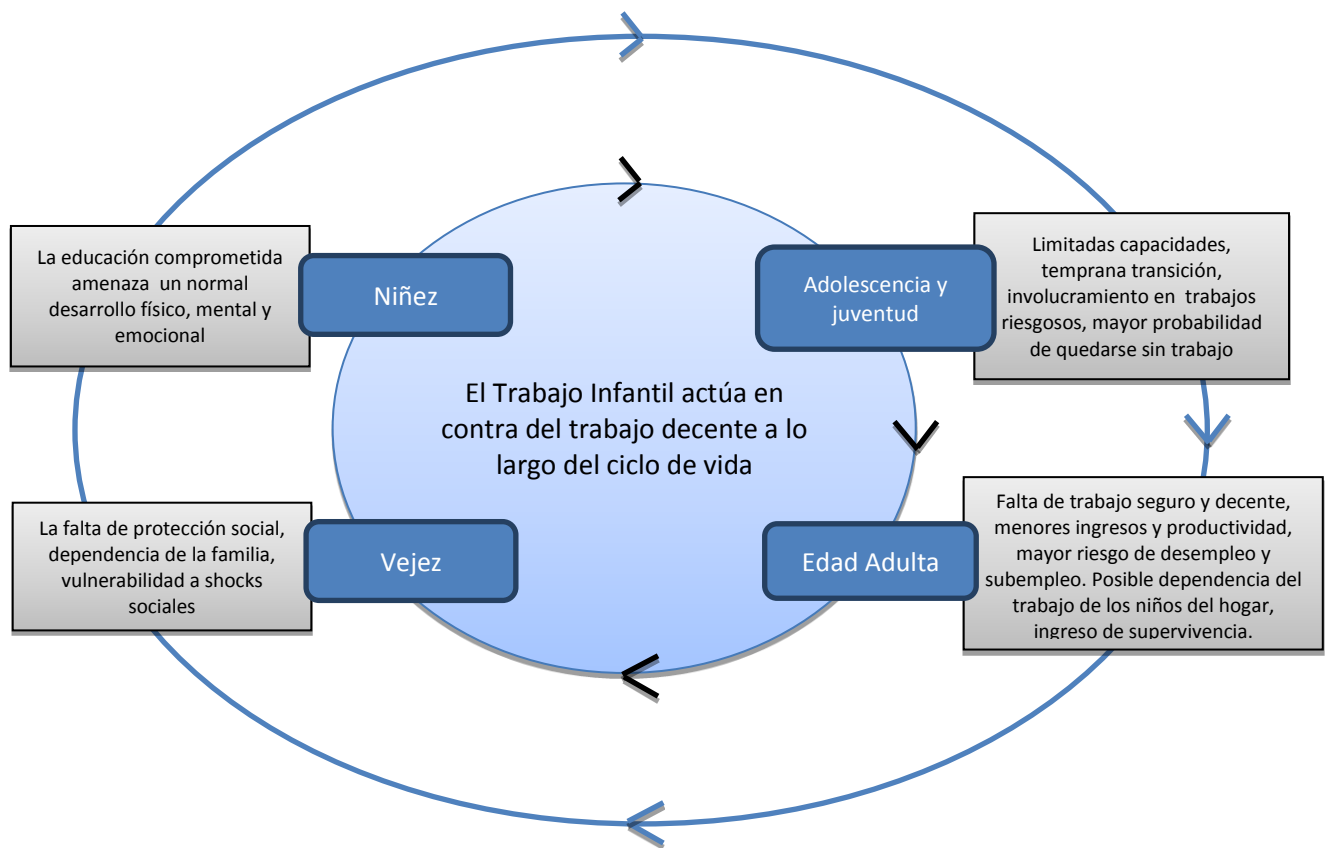 La educación comprometida
amenaza un normal
desarrollo físico, mental y
emocional
Niñez
Adolescencia y
juventud
Limitadas capacidades,
temprana transición,
involucramiento en trabajos
riesgosos, mayor probabilidad
de quedarse sin trabajo
El Trabajo Infantil actúa en
contra del trabajo decente a lo
largo del ciclo de vida
La falta de protección social,
dependencia de la familia,
vulnerabilidad a shocks
sociales
Vejez
Edad Adulta
Falta de trabajo seguro y decente,
menores ingresos y productividad,
mayor riesgo de desempleo y
subempleo. Posible dependencia del
trabajo de los niños del hogar,
ingreso de supervivencia.